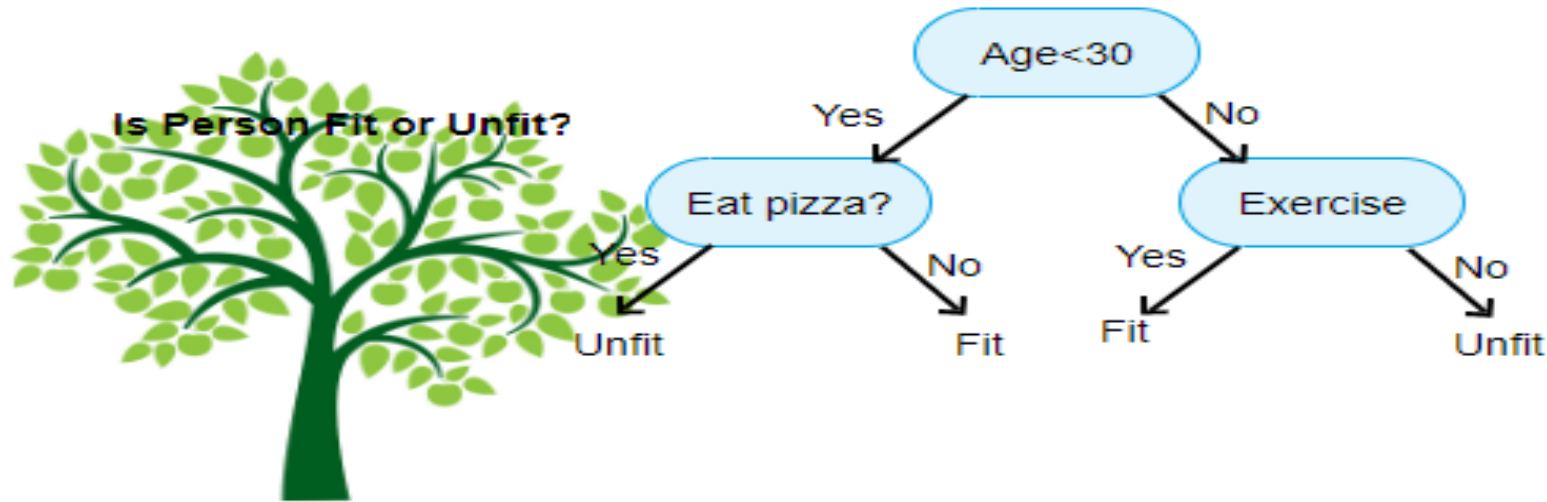 Is Person Fit or Unfit?
Age<30
Yes
No
Eat pizza?
Exercise
Yes
No
Yes
No
Unfit
Fit
Fit
Unfit